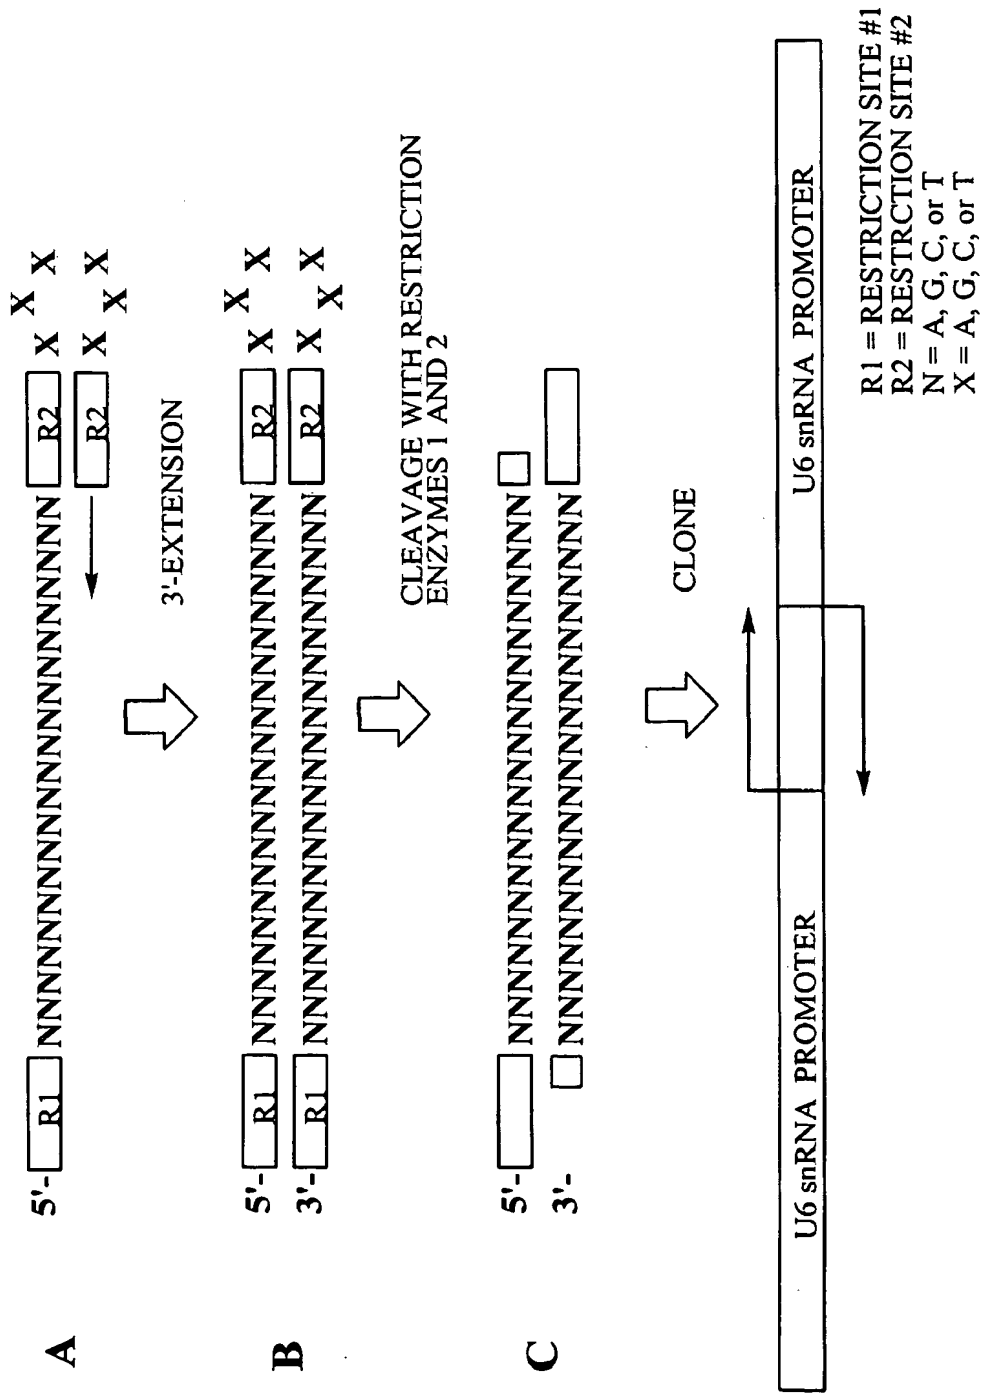 A
5'- R1 NNNNNNNNNNNNNNNNNNNNN R2 X X X X
R2 X X X X
3'-EXTENSION
B
5'- R1 NNNNNNNNNNNNNNNNNNNNN R2 X X X X
3'- R1 NNNNNNNNNNNNNNNNNNNNN R2 X X X X
CLEAVAGE WITH RESTRICTION
ENZYMES 1 AND 2
C
5'- NNNNNNNNNNNNNNNNNNNNN
3'- NNNNNNNNNNNNNNNNNNNNN
CLONE
U6 snRNA PROMOTER
U6 snRNA PROMOTER
R1 = RESTRICTION SITE #1
R2 = RESTRCTION SITE #2
N = A, G, C, or T
X = A, G, C, or T